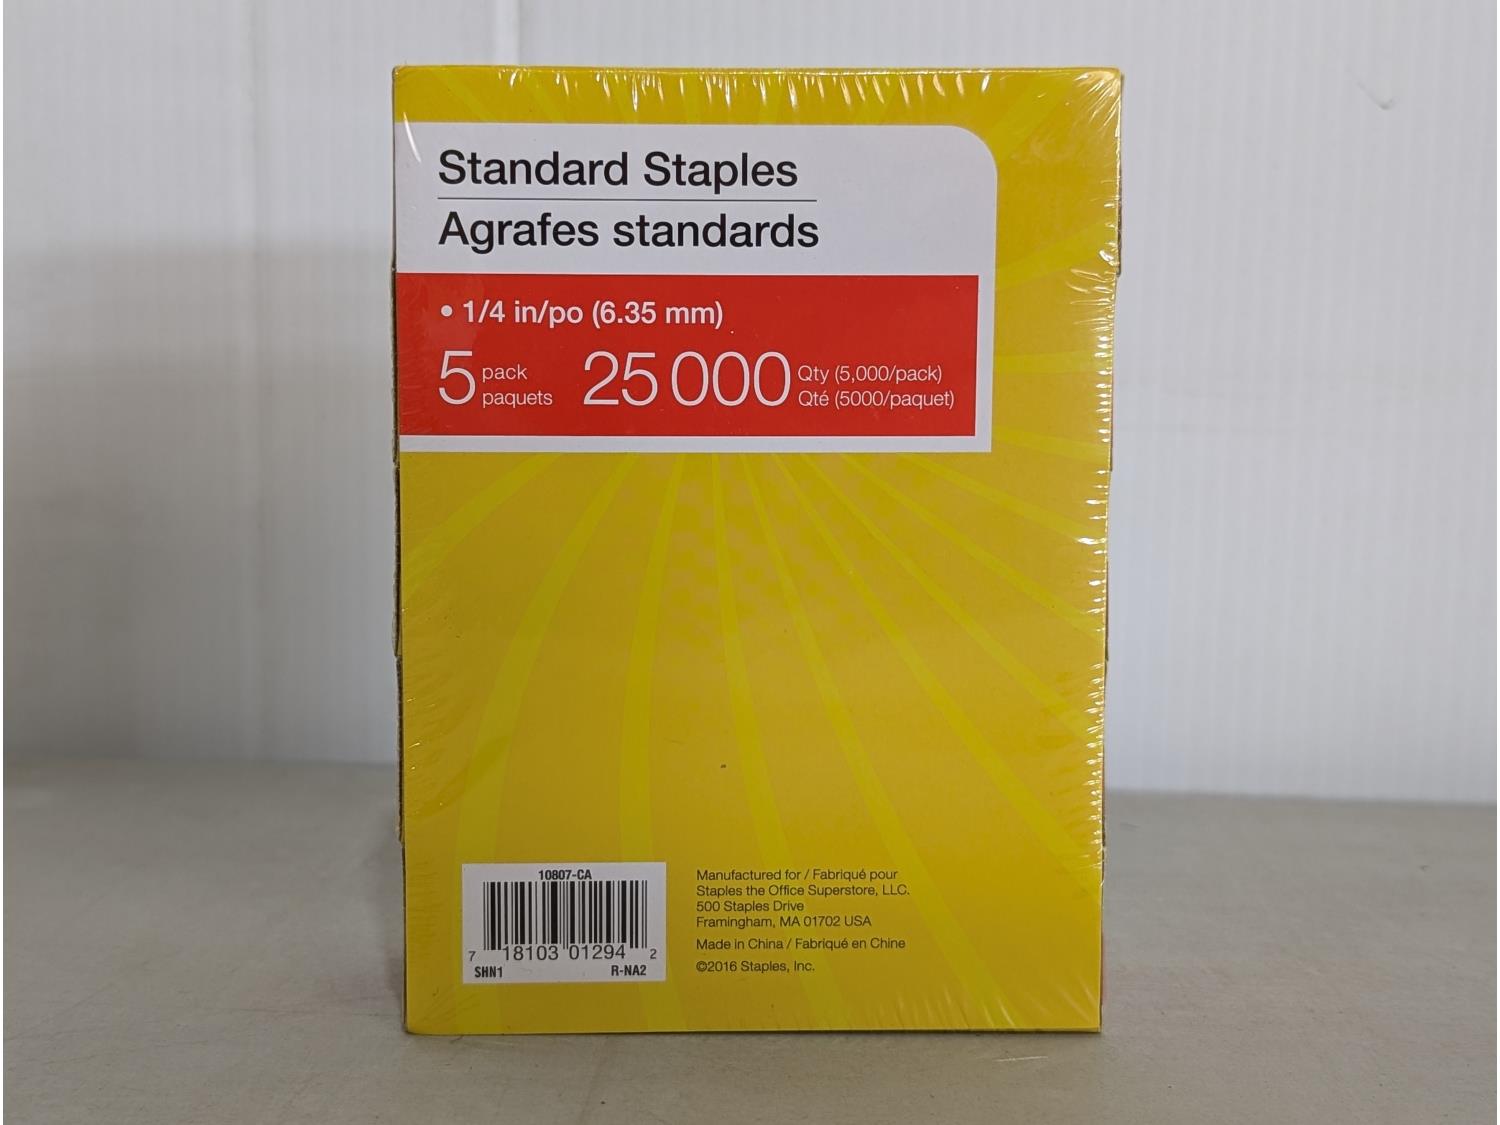 Standard Staples
Agrafes standards
• 1/4 in/po (6.35 mm)
5 pack paquets 25 000 Qty (5,000/pack) Qté (5000/paquet)
10807-CA
7 18103 01294 2
SHN1 R-NA2
Manufactured for / Fabriqué pour
Staples the Office Superstore, LLC.
500 Staples Drive
Framingham, MA 01702 USA
Made in China / Fabriqué en Chine
©2016 Staples, Inc.